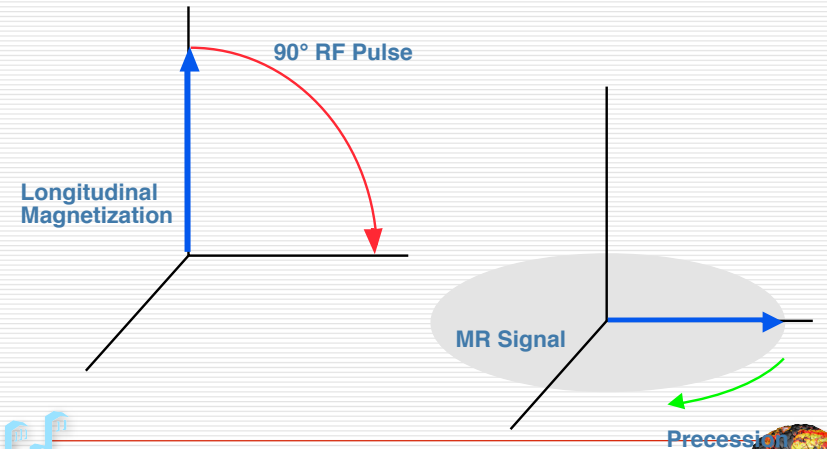 90° RF Pulse
Longitudinal
Magnetization
MR Signal
Precession